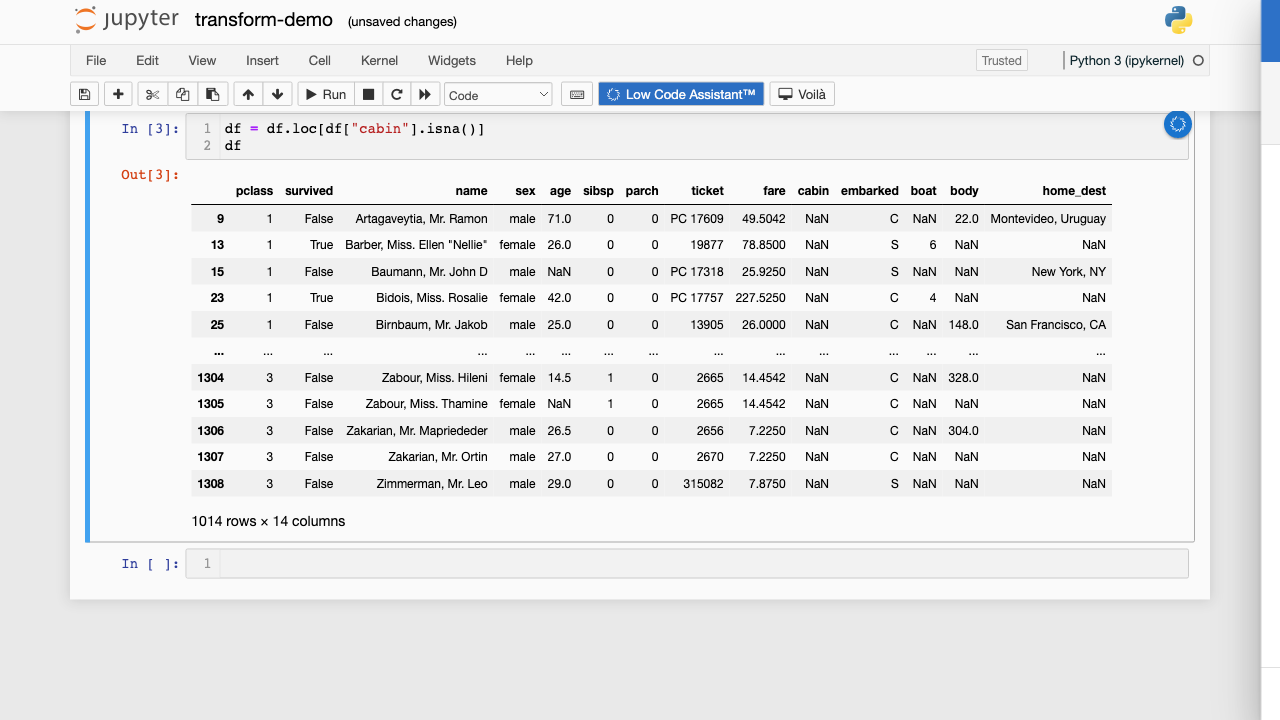 jupyter transform-demo (unsaved changes)
File Edit View Insert Cell Kernel Widgets Help Trusted Python 3 (ipykernel)
Run Code Low Code Assistant™ Voilà
In [3]: 1 df = df.loc[df["cabin"].isna()]
2 df
Out[3]:
pclass survived name sex age sibsp parch ticket fare cabin embarked boat body home_dest
9 1 False Artagaveytia, Mr. Ramon male 71.0 0 0 PC 17609 49.5042 NaN C NaN 22.0 Montevideo, Uruguay
13 1 True Barber, Miss. Ellen "Nellie" female 26.0 0 0 19877 78.8500 NaN S 6 NaN NaN
15 1 False Baumann, Mr. John D male NaN 0 0 PC 17318 25.9250 NaN S NaN NaN New York, NY
23 1 True Bidois, Miss. Rosalie female 42.0 0 0 PC 17757 227.5250 NaN C 4 NaN NaN
25 1 False Birnbaum, Mr. Jakob male 25.0 0 0 13905 26.0000 NaN C NaN 148.0 San Francisco, CA
... ... ... ... ... ... ... ... ... ... ... ... ... ... ...
1304 3 False Zabour, Miss. Hileni female 14.5 1 0 2665 14.4542 NaN C NaN 328.0 NaN
1305 3 False Zabour, Miss. Thamine female NaN 1 0 2665 14.4542 NaN C NaN NaN NaN
1306 3 False Zakarian, Mr. Mapriededer male 26.5 0 0 2656 7.2250 NaN C NaN 304.0 NaN
1307 3 False Zakarian, Mr. Ortin male 27.0 0 0 2670 7.2250 NaN C NaN NaN NaN
1308 3 False Zimmerman, Mr. Leo male 29.0 0 0 315082 7.8750 NaN S NaN NaN NaN
1014 rows × 14 columns
In [ ]: 1